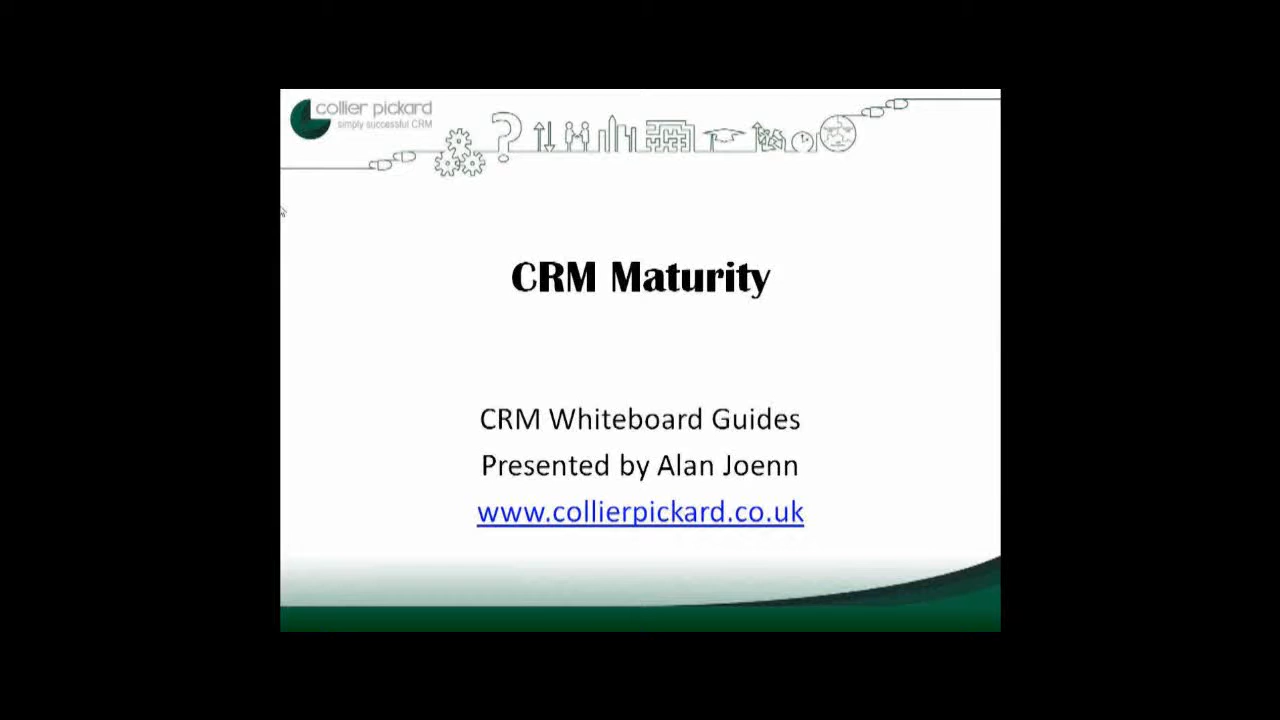 collier pickard
simply successful CRM
?
CRM Maturity
CRM Whiteboard Guides
Presented by Alan Joenn
www.collierpickard.co.uk